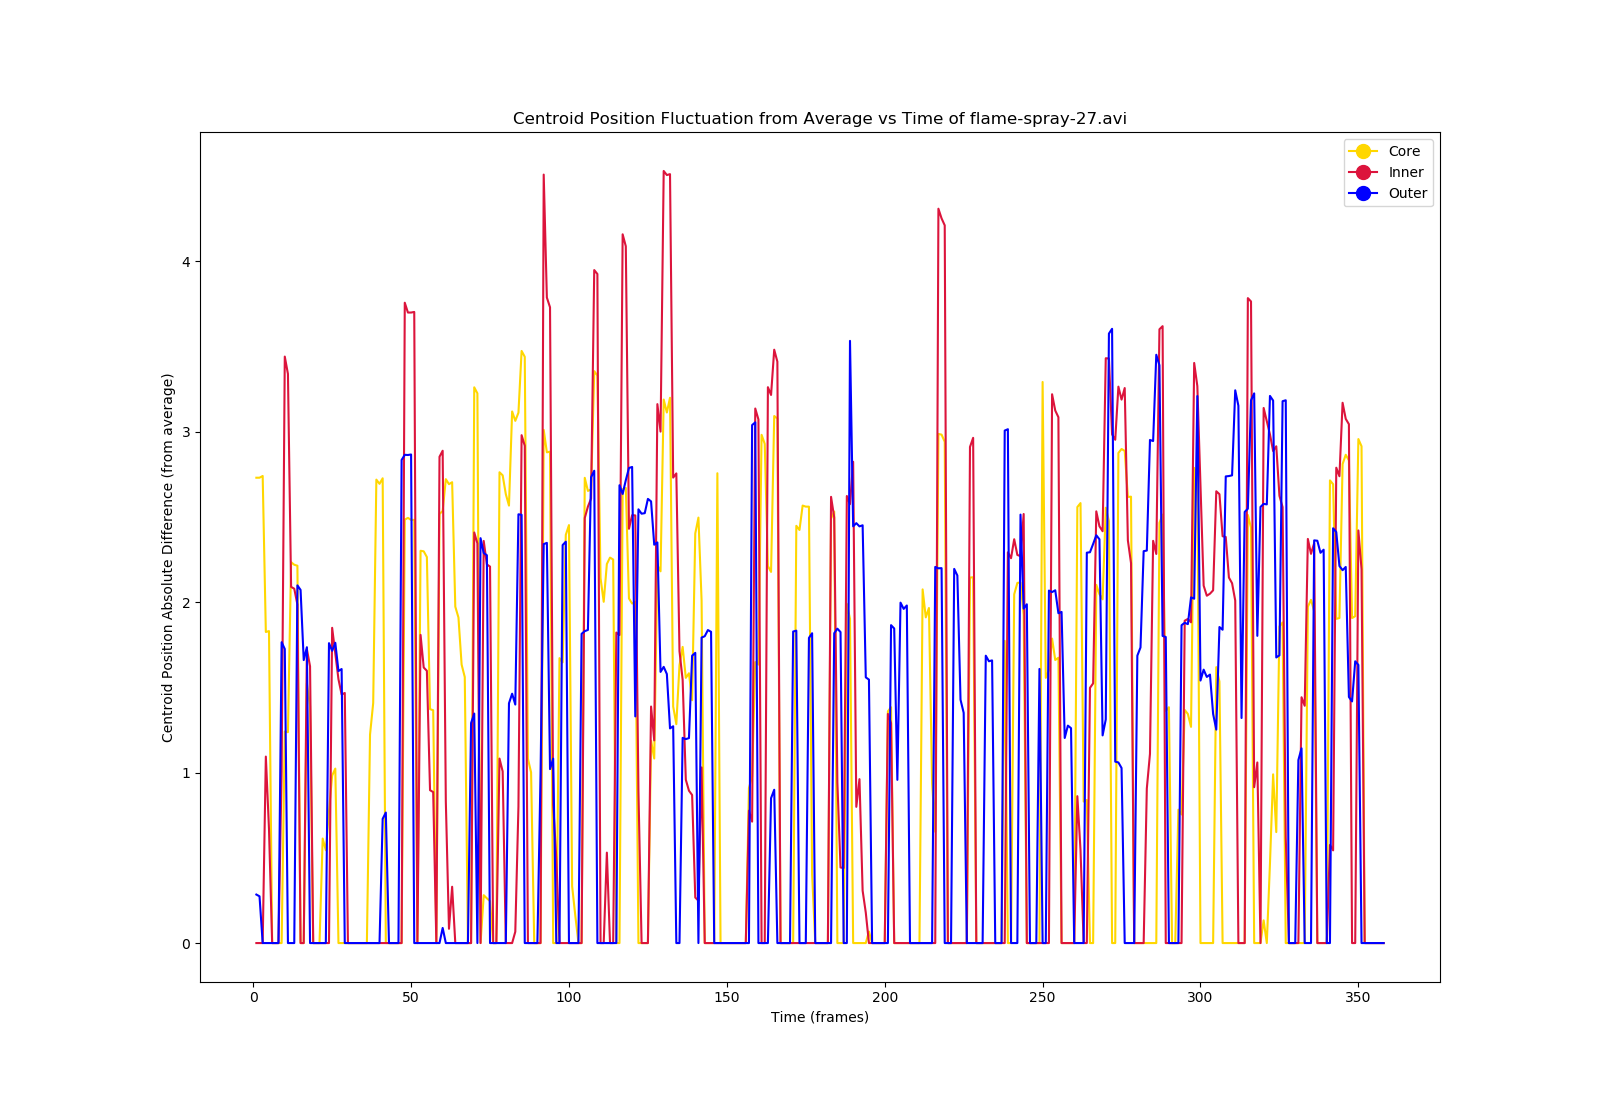 Centroid Position Fluctuation from Average vs Time of flame-spray-27.avi
Core
Inner
Outer
Centroid Position Absolute Difference (from average)
4
3
2
1
0
0 50 100 150 200 250 300 350
Time (frames)